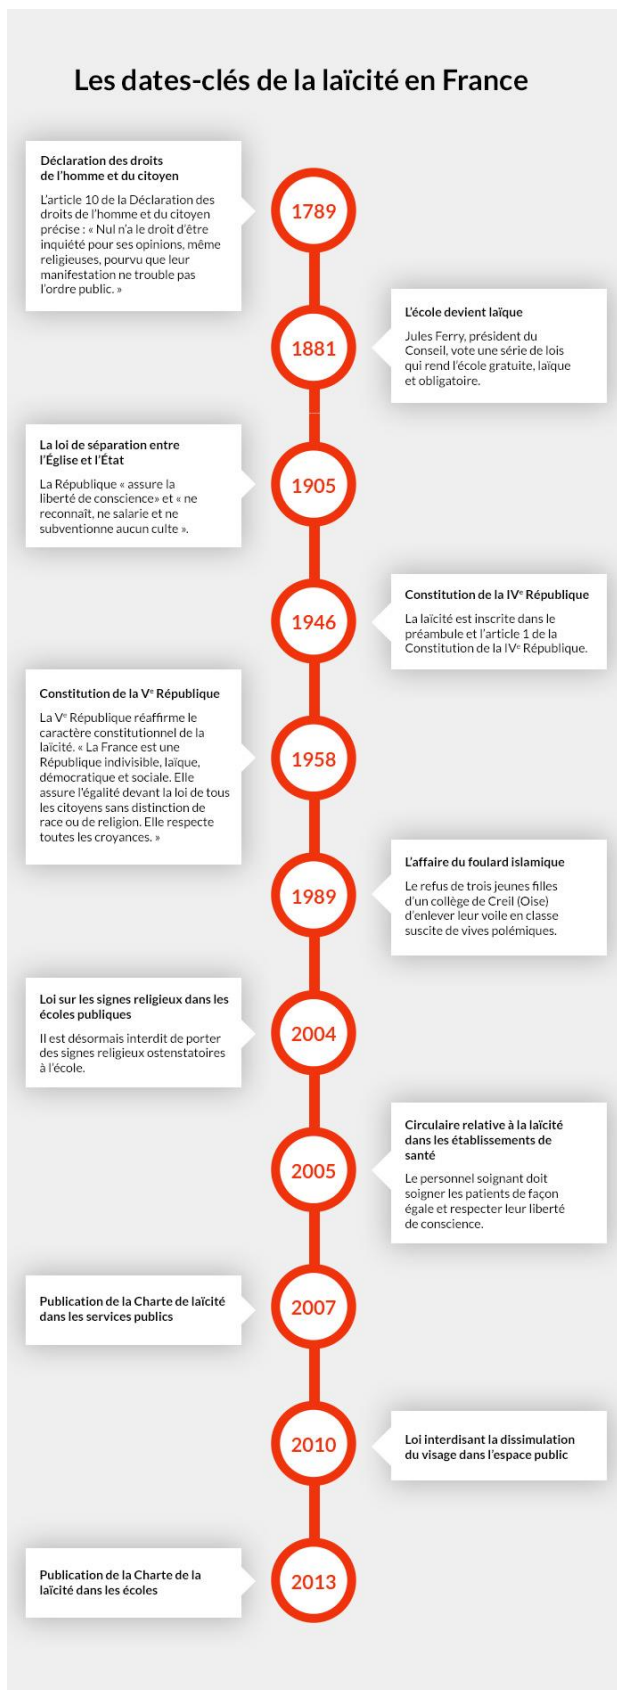 Les dates-clés de la laïcité en France
1789
Déclaration des droits
de l'homme et du citoyen
L'article 10 de la Déclaration des
droits de l'homme et du citoyen
précise : « Nul n'a le droit d'être
inquiété pour ses opinions, même
religieuses, pourvu que leur
manifestation ne trouble pas
l'ordre public. »
1881
L'école devient laïque
Jules Ferry, président du
Conseil, vote une série de lois
qui rend l'école gratuite, laïque
et obligatoire.
1905
La loi de séparation entre
l'Église et l'État
La République « assure la
liberté de conscience» et « ne
reconnaît, ne salarie et ne
subventionne aucun culte ».
1946
Constitution de la IVe République
La laïcité est inscrite dans le
préambule et l'article 1 de la
Constitution de la IVe République.
1958
Constitution de la Ve République
La Ve République réaffirme le
caractère constitutionnel de la
laïcité. « La France est une
République indivisible, laïque,
démocratique et sociale. Elle
assure l'égalité devant la loi de tous
les citoyens sans distinction de
race ou de religion. Elle respecte
toutes les croyances. »
1989
L'affaire du foulard islamique
Le refus de trois jeunes filles
d'un collège de Creil (Oise)
d'enlever leur voile en classe
suscite de vives polémiques.
2004
Loi sur les signes religieux dans les
écoles publiques
Il est désormais interdit de porter
des signes religieux ostenstatoires
à l'école.
2005
Circulaire relative à la laïcité
dans les établissements de
santé
Le personnel soignant doit
soigner les patients de façon
égale et respecter leur liberté
de conscience.
2007
Publication de la Charte de laïcité
dans les services publics
2010
Loi interdisant la dissimulation
du visage dans l'espace public
2013
Publication de la Charte de la
laïcité dans les écoles